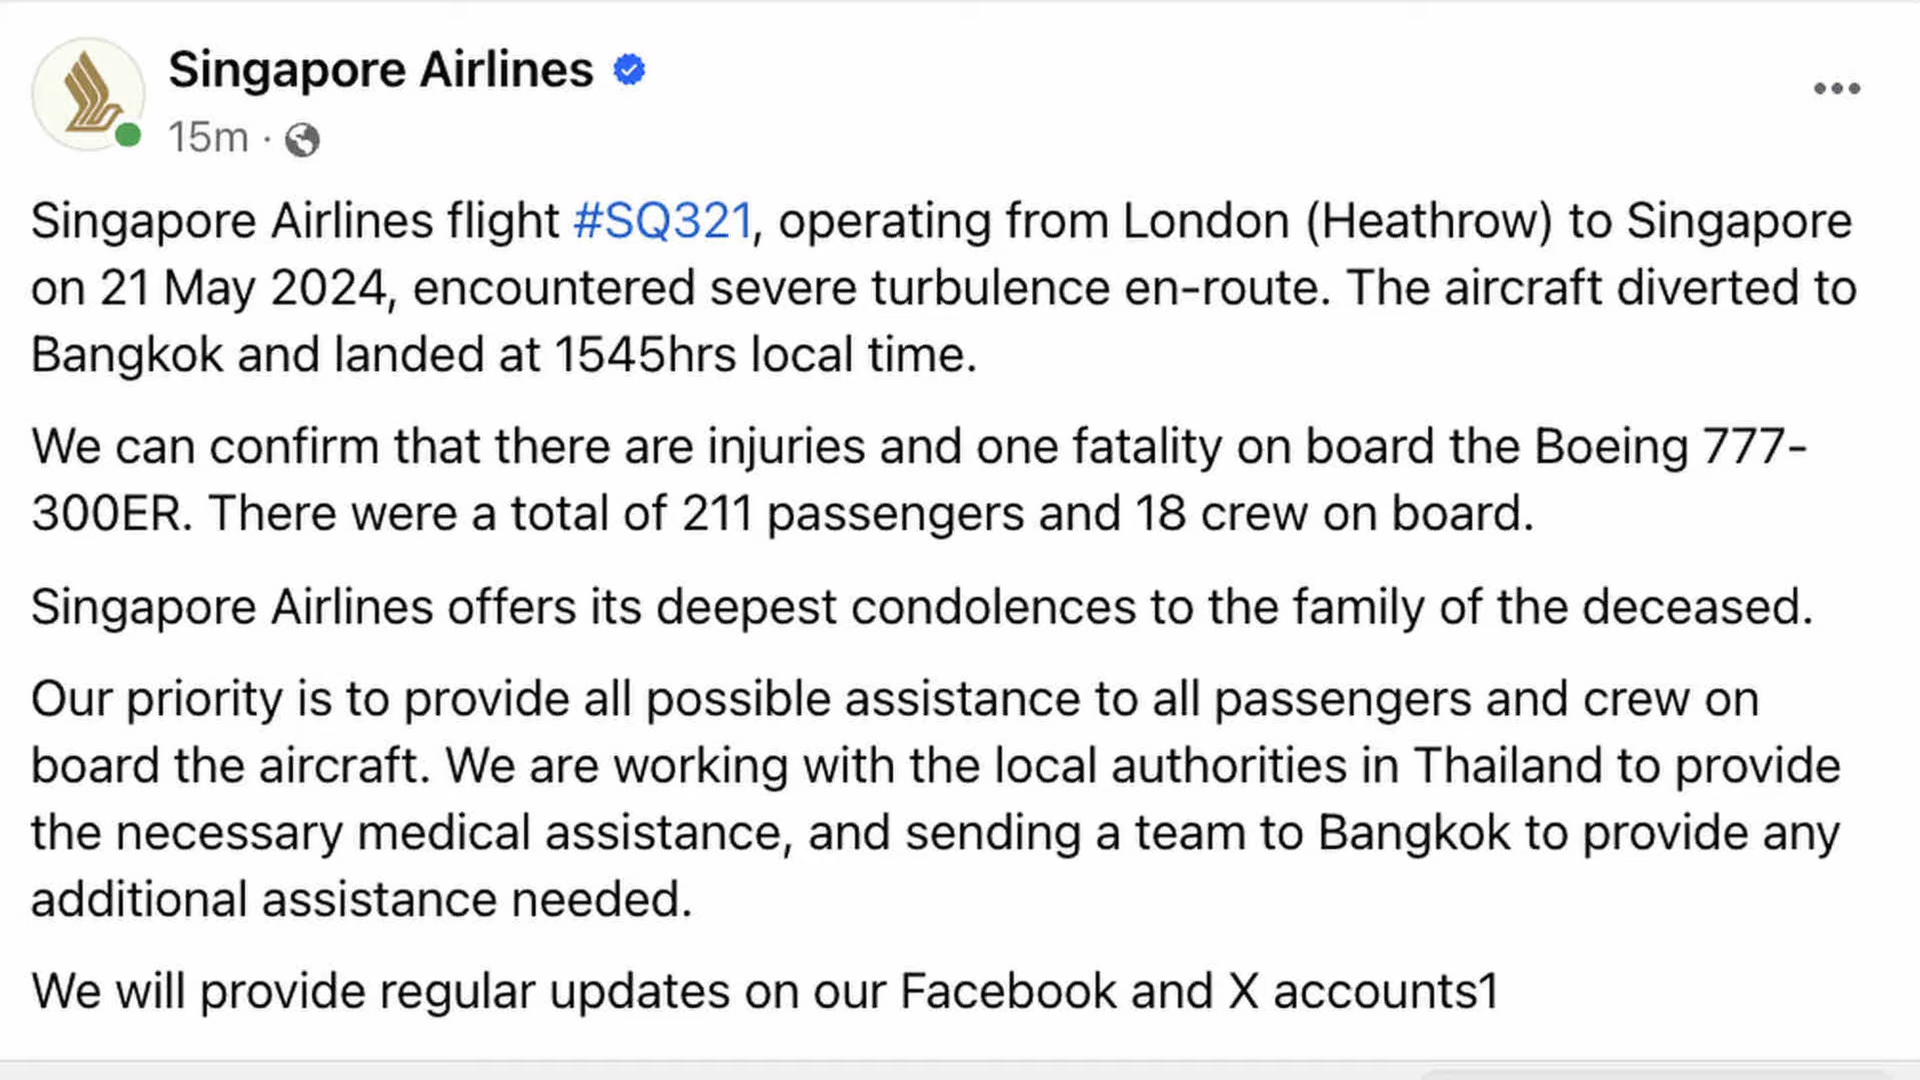 Singapore Airlines
15m ·
Singapore Airlines flight #SQ321, operating from London (Heathrow) to Singapore
on 21 May 2024, encountered severe turbulence en-route. The aircraft diverted to
Bangkok and landed at 1545hrs local time.
We can confirm that there are injuries and one fatality on board the Boeing 777-
300ER. There were a total of 211 passengers and 18 crew on board.
Singapore Airlines offers its deepest condolences to the family of the deceased.
Our priority is to provide all possible assistance to all passengers and crew on
board the aircraft. We are working with the local authorities in Thailand to provide
the necessary medical assistance, and sending a team to Bangkok to provide any
additional assistance needed.
We will provide regular updates on our Facebook and X accounts1